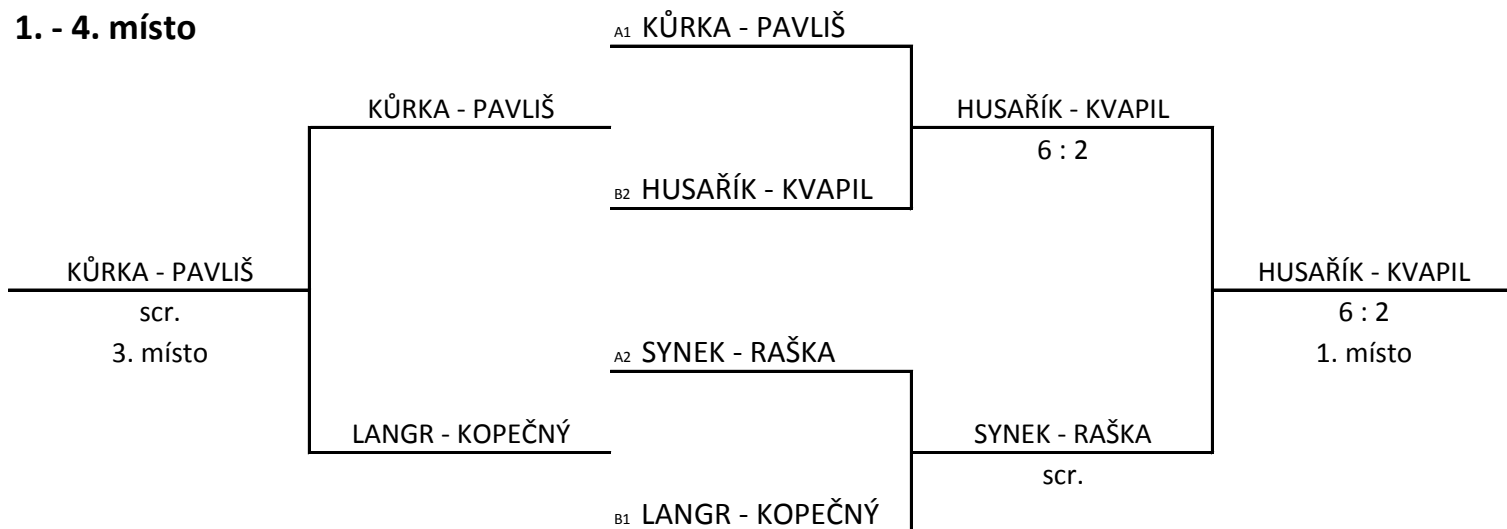 1. - 4. místo
A1 KŮRKA - PAVLIŠ
KŮRKA - PAVLIŠ
HUSAŘÍK - KVAPIL
6 : 2
B2 HUSAŘÍK - KVAPIL
KŮRKA - PAVLIŠ
HUSAŘÍK - KVAPIL
scr.
6 : 2
3. místo
A2 SYNEK - RAŠKA
1. místo
LANGR - KOPEČNÝ
SYNEK - RAŠKA
scr.
B1 LANGR - KOPEČNÝ